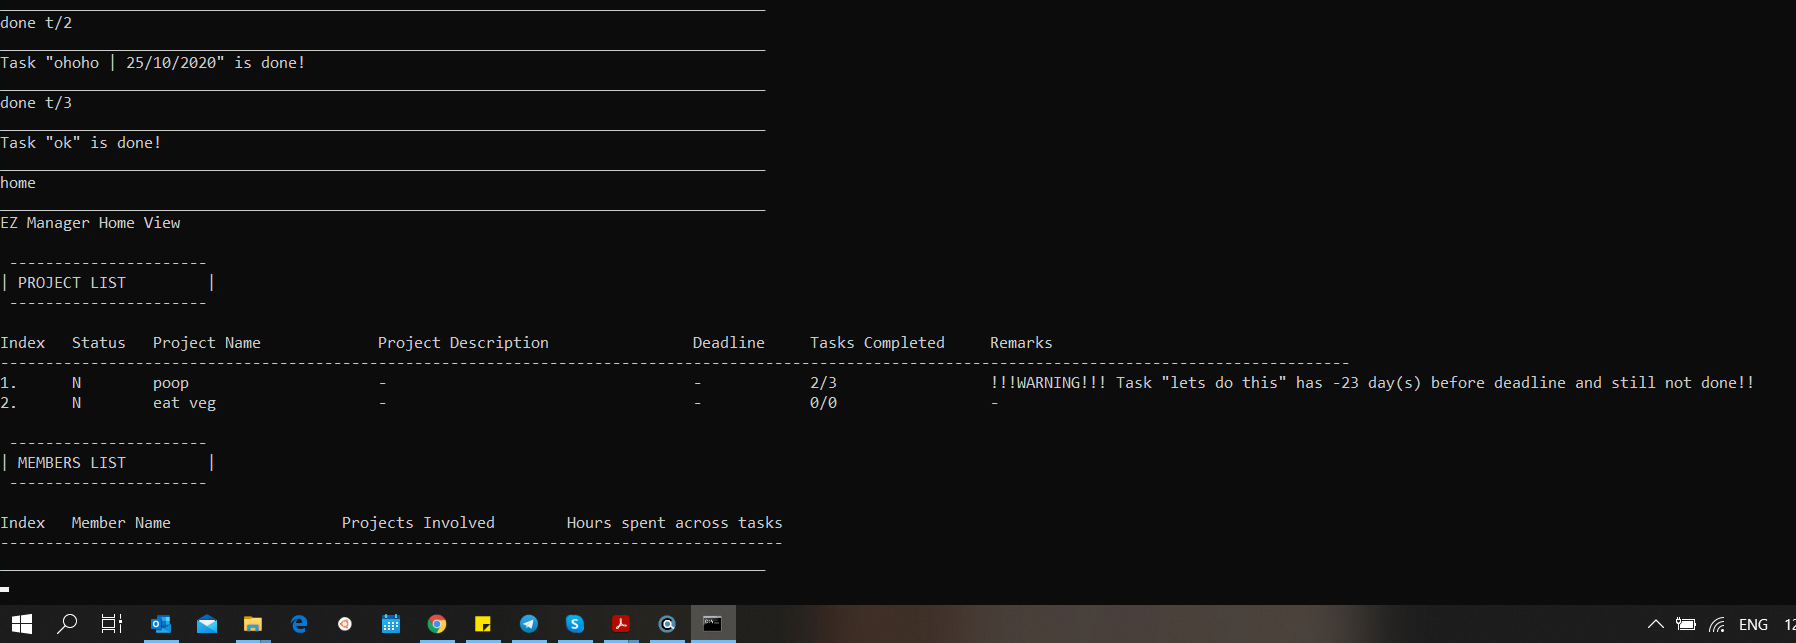 done t/2
Task "ohoho | 25/10/2020" is done!
done t/3
Task "ok" is done!
home
EZ Manager Home View
----------------------
| PROJECT LIST |
----------------------
Index Status Project Name Project Description Deadline Tasks Completed Remarks
1. N poop - - 2/3 !!!WARNING!!! Task "lets do this" has -23 day(s) before deadline and still not done!!
2. N eat veg - - 0/0 -
----------------------
| MEMBERS LIST |
----------------------
Index Member Name Projects Involved Hours spent across tasks
ENG